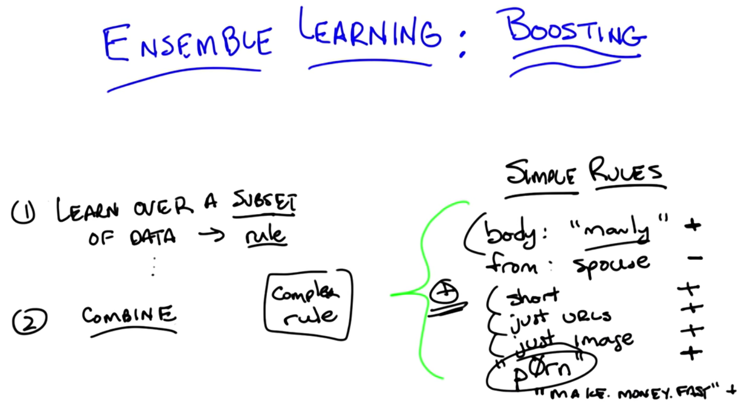 ENSEMBLE LEARNING: BOOSTING
SIMPLE RULES
① LEARN OVER A SUBSET
OF DATA → rule
⋮
② COMBINE
Complex
rule
+
body: "manly" +
from: spouse −
short +
just URLs +
just image +
"pØrn" +
"MAKE.MONEY.FAST" +